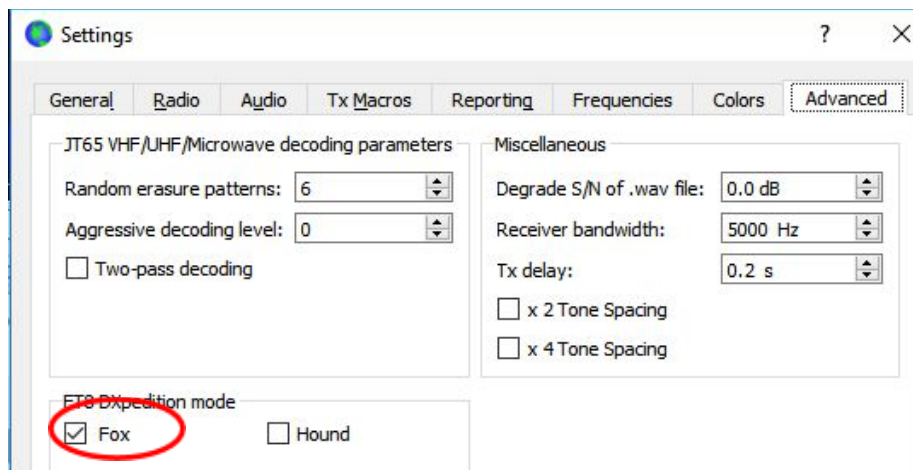 Settings
?
General Radio Audio Tx Macros Reporting Frequencies Colors Advanced
JT65 VHF/UHF/Microwave decoding parameters
Random erasure patterns: 6
Aggressive decoding level: 0
Two-pass decoding
Miscellaneous
Degrade S/N of .wav file: 0.0 dB
Receiver bandwidth: 5000 Hz
Tx delay: 0.2 s
x 2 Tone Spacing
x 4 Tone Spacing
FT8 DXpedition mode
Fox Hound